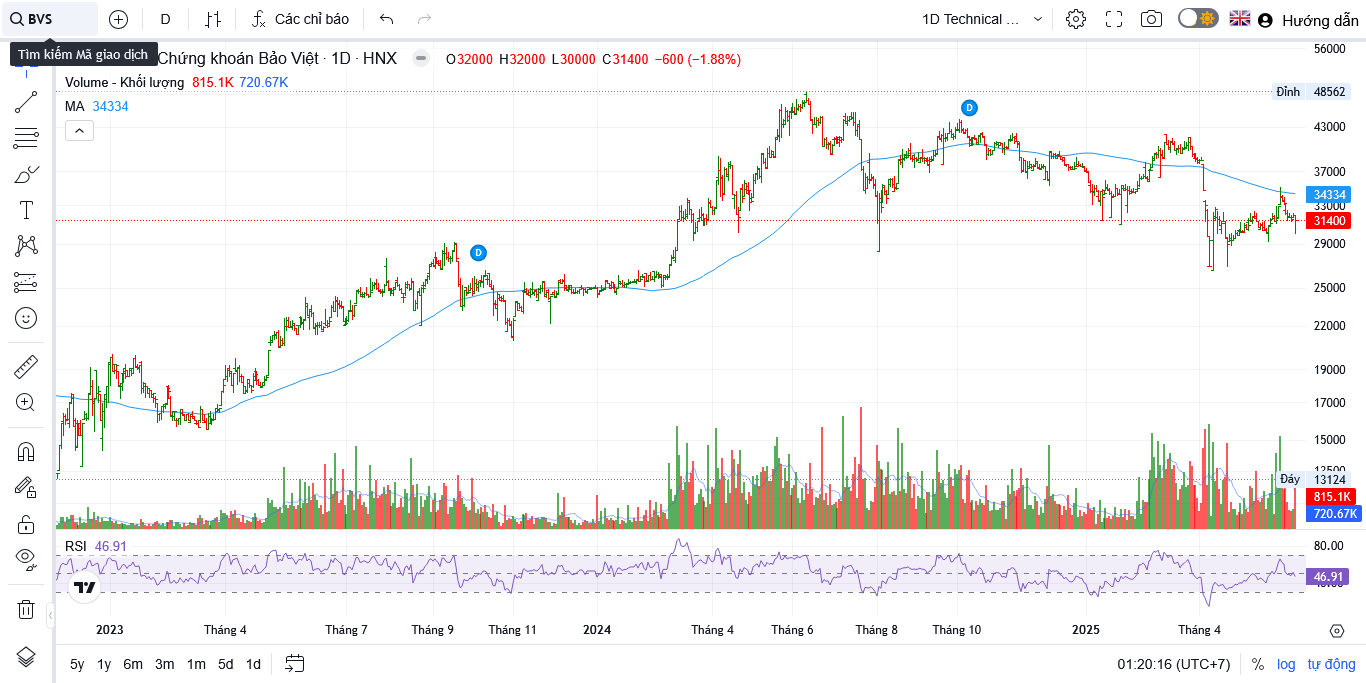 BVS
D
Các chỉ báo
1D Technical ...
Hướng dẫn
Tìm kiếm Mã giao dịch
Chứng khoán Bảo Việt · 1D · HNX
O32000 H32000 L30000 C31400 −600 (−1.88%)
Volume - Khối lượng 815.1K 720.67K
MA 34334
56000
Đỉnh 48562
43000
37000
34334
33000
31400
29000
25000
22000
19000
17000
15000
12500
Đáy 13124
815.1K
720.67K
D
D
RSI 46.91
80.00
46.91
2023 Tháng 4 Tháng 7 Tháng 9 Tháng 11 2024 Tháng 4 Tháng 6 Tháng 8 Tháng 10 2025 Tháng 4
5y 1y 6m 3m 1m 5d 1d
01:20:16 (UTC+7) % log tự động